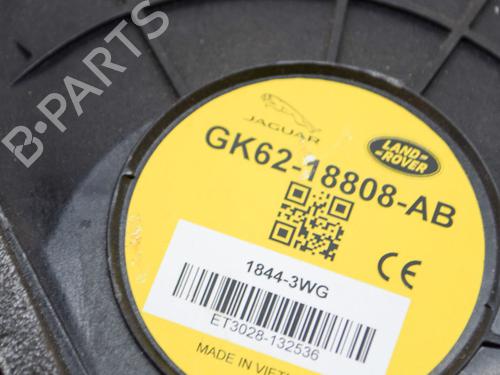 B-PARTS
JAGUAR
LAND
ROVER
GK62-18808-AB
CE
1844-3WG
ET3028-132536
MADE IN VIET